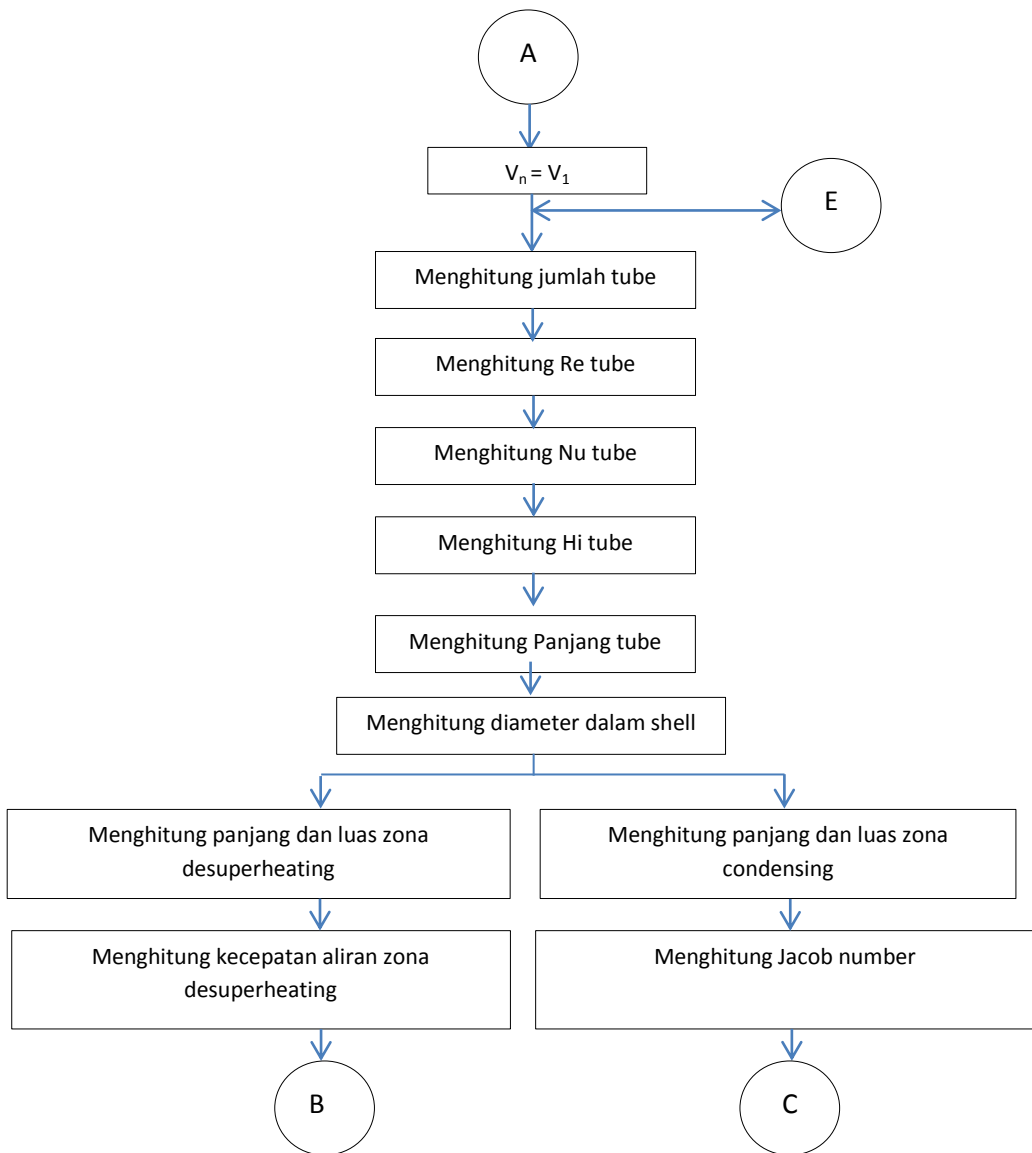 A
Vn = V1
E
Menghitung jumlah tube
Menghitung Re tube
Menghitung Nu tube
Menghitung Hi tube
Menghitung Panjang tube
Menghitung diameter dalam shell
Menghitung panjang dan luas zona
desuperheating
Menghitung panjang dan luas zona
condensing
Menghitung kecepatan aliran zona
desuperheating
Menghitung Jacob number
B
C